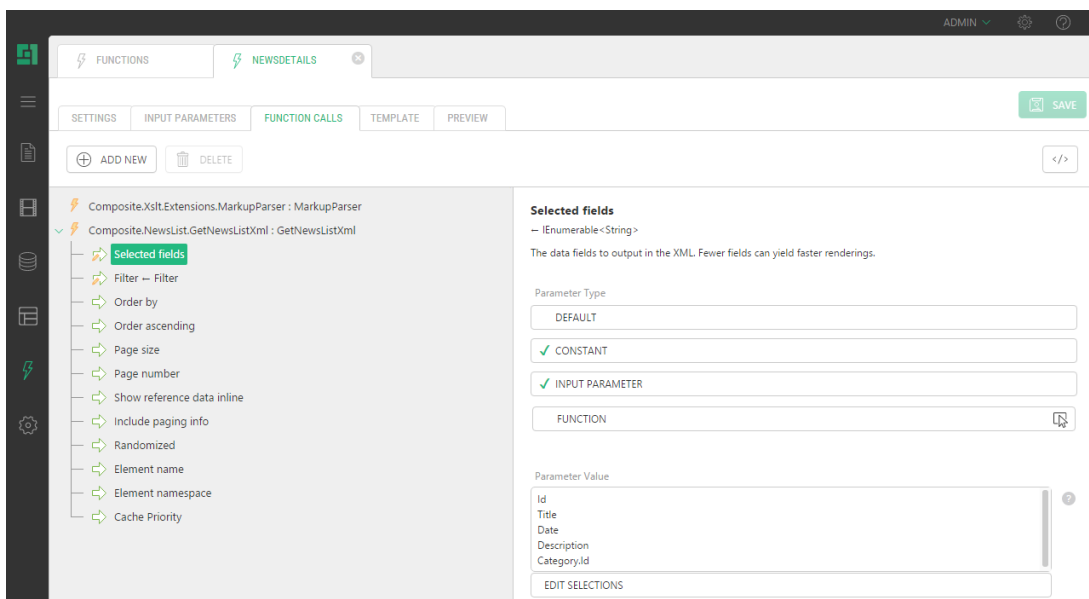 ADMIN
FUNCTIONS
NEWSDETAILS
SAVE
SETTINGS INPUT PARAMETERS FUNCTION CALLS TEMPLATE PREVIEW
ADD NEW DELETE </>
Composite.Xslt.Extensions.MarkupParser : MarkupParser
Composite.NewsList.GetNewsListXml : GetNewsListXml
Selected fields
Filter ← Filter
Order by
Order ascending
Page size
Page number
Show reference data inline
Include paging info
Randomized
Element name
Element namespace
Cache Priority
Selected fields
← IEnumerable<String>
The data fields to output in the XML. Fewer fields can yield faster renderings.
Parameter Type
DEFAULT
CONSTANT
INPUT PARAMETER
FUNCTION
Parameter Value
Id
Title
Date
Description
Category.Id
EDIT SELECTIONS